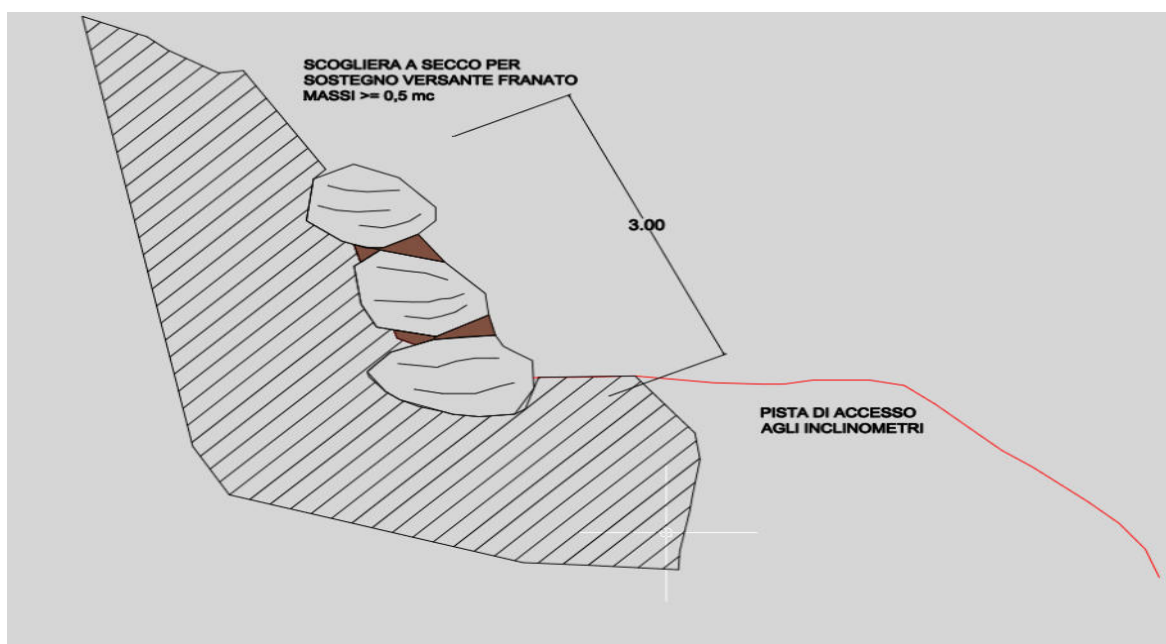 SCOGLIERA A SECCO PER
SOSTEGNO VERSANTE FRANATO
MASSI >= 0,5 mc
3.00
PISTA DI ACCESSO
AGLI INCLINOMETRI